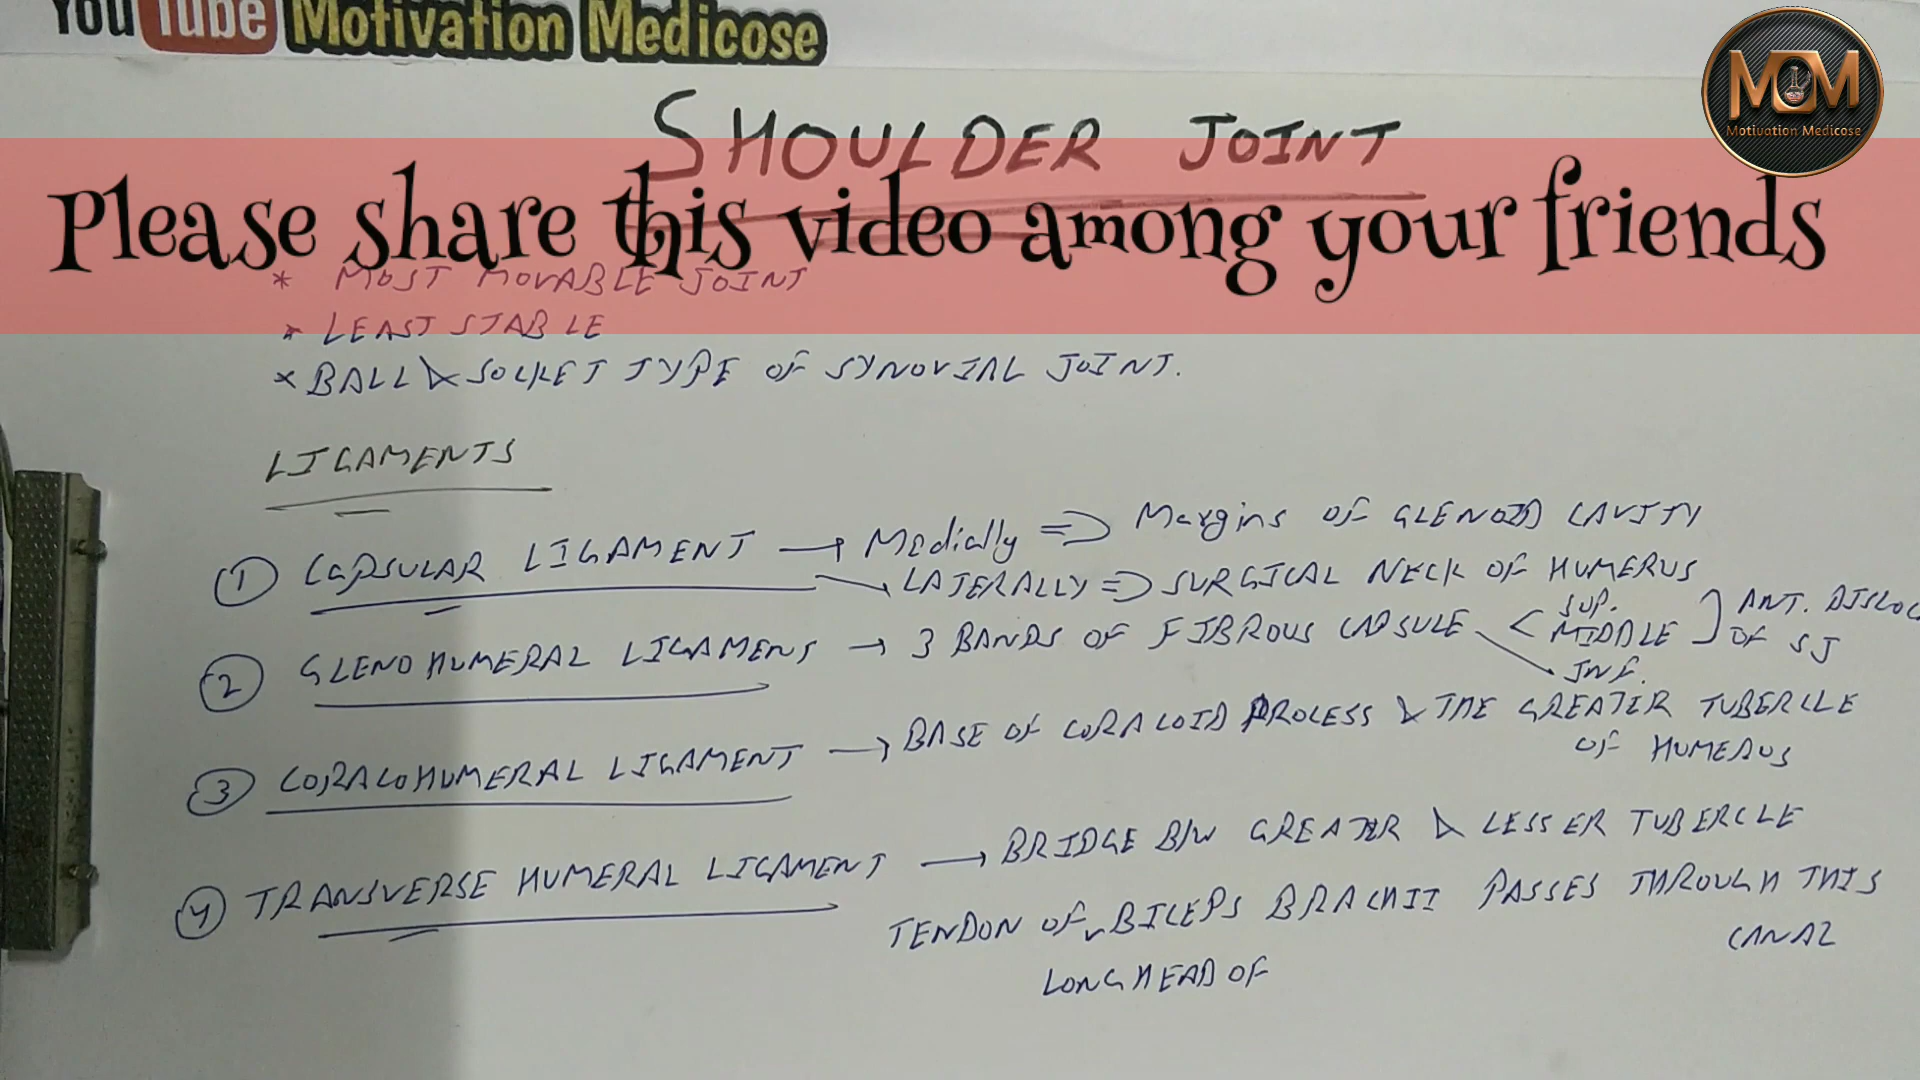 You Tube Motivation Medicose
MOM
Motivation Medicose
SHOULDER JOINT
Please share this video among your friends
* MOST MOVABLE JOINT
* LEAST STABLE
* BALL & SOCKET TYPE OF SYNOVIAL JOINT.
LIGAMENTS
① CAPSULAR LIGAMENT → Medially ⇒ Margins OF GLENOID CAVITY
→ LATERALLY ⇒ SURGICAL NECK OF HUMERUS
② GLENOHUMERAL LIGAMENT → 3 BANDS OF FIBROUS CAPSULE
SUP.
MIDDLE
INF.
ANT. DISLOC
OF SJ
③ CORACOHUMERAL LIGAMENT → BASE OF CORACOID PROCESS & THE GREATER TUBERCLE
OF HUMERUS
④ TRANSVERSE HUMERAL LIGAMENT → BRIDGE B/W GREATER & LESSER TUBERCLE
TENDON OF BICEPS BRACHII PASSES THROUGH THIS
CANAL
LONG HEAD OF